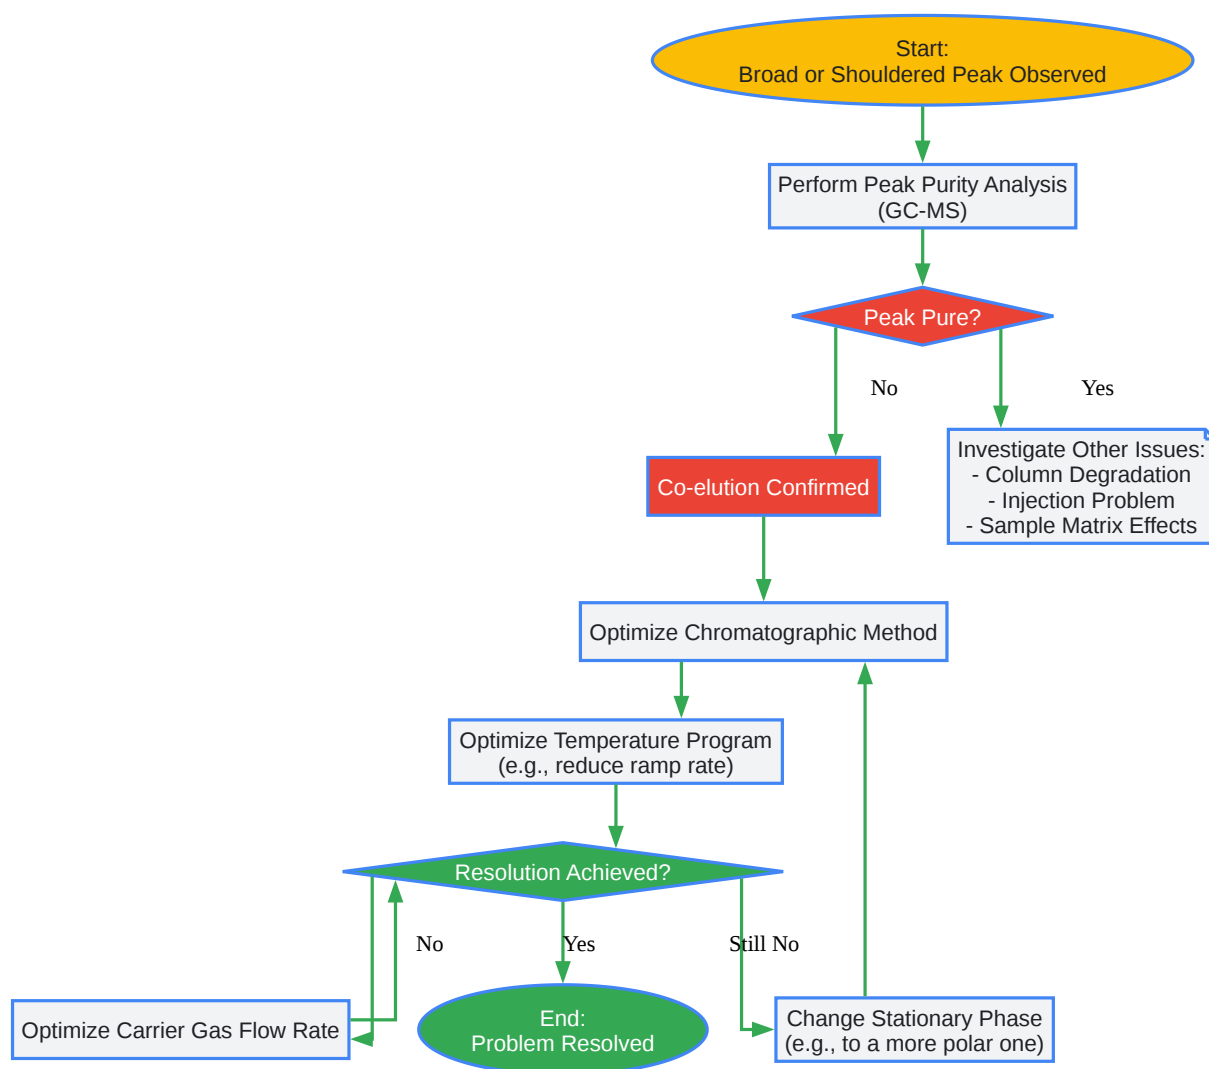 Start:
Broad or Shouldered Peak Observed
Perform Peak Purity Analysis
(GC-MS)
Peak Pure?
No
Yes
Investigate Other Issues:
- Column Degradation
- Injection Problem
- Sample Matrix Effects
Co-elution Confirmed
Optimize Chromatographic Method
Optimize Temperature Program
(e.g., reduce ramp rate)
Resolution Achieved?
No
Yes
Still No
Optimize Carrier Gas Flow Rate
End:
Problem Resolved
Change Stationary Phase
(e.g., to a more polar one)